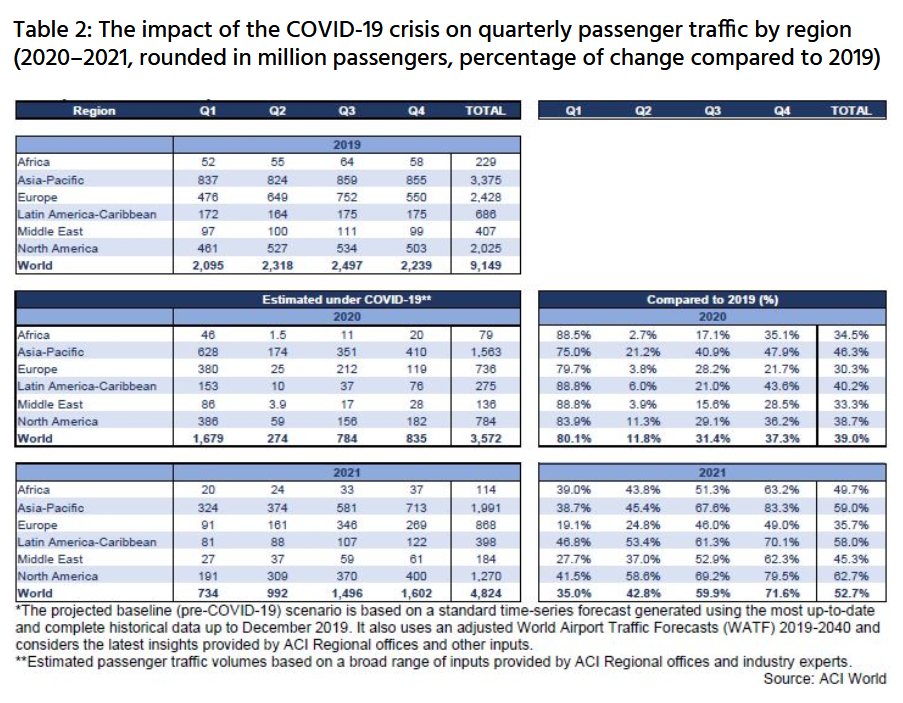 Table 2: The impact of the COVID-19 crisis on quarterly passenger traffic by region
(2020–2021, rounded in million passengers, percentage of change compared to 2019)
Region Q1 Q2 Q3 Q4 TOTAL Q1 Q2 Q3 Q4 TOTAL
2019
Africa 52 55 64 58 229
Asia-Pacific 837 824 859 855 3,375
Europe 476 649 752 550 2,428
Latin America-Caribbean 172 164 175 175 686
Middle East 97 100 111 99 407
North America 461 527 534 503 2,025
World 2,095 2,318 2,497 2,239 9,149
Estimated under COVID-19** Compared to 2019 (%)
2020 2020
Africa 46 1.5 11 20 79 88.5% 2.7% 17.1% 35.1% 34.5%
Asia-Pacific 628 174 351 410 1,563 75.0% 21.2% 40.9% 47.9% 46.3%
Europe 380 25 212 119 736 79.7% 3.8% 28.2% 21.7% 30.3%
Latin America-Caribbean 153 10 37 76 275 88.8% 6.0% 21.0% 43.6% 40.2%
Middle East 86 3.9 17 28 136 88.8% 3.9% 15.6% 28.5% 33.3%
North America 386 59 156 182 784 83.9% 11.3% 29.1% 36.2% 38.7%
World 1,679 274 784 835 3,572 80.1% 11.8% 31.4% 37.3% 39.0%
2021 2021
Africa 20 24 33 37 114 39.0% 43.8% 51.3% 63.2% 49.7%
Asia-Pacific 324 374 581 713 1,991 38.7% 45.4% 67.6% 83.3% 59.0%
Europe 91 161 346 269 868 19.1% 24.8% 46.0% 49.0% 35.7%
Latin America-Caribbean 81 88 107 122 398 46.8% 53.4% 61.3% 70.1% 58.0%
Middle East 27 37 59 61 184 27.7% 37.0% 52.9% 62.3% 45.3%
North America 191 309 370 400 1,270 41.5% 58.6% 69.2% 79.5% 62.7%
World 734 992 1,496 1,602 4,824 35.0% 42.8% 59.9% 71.6% 52.7%
*The projected baseline (pre-COVID-19) scenario is based on a standard time-series forecast generated using the most up-to-date
and complete historical data up to December 2019. It also uses an adjusted World Airport Traffic Forecasts (WATF) 2019-2040 and
considers the latest insights provided by ACI Regional offices and other inputs.
**Estimated passenger traffic volumes based on a broad range of inputs provided by ACI Regional offices and industry experts.
Source: ACI World